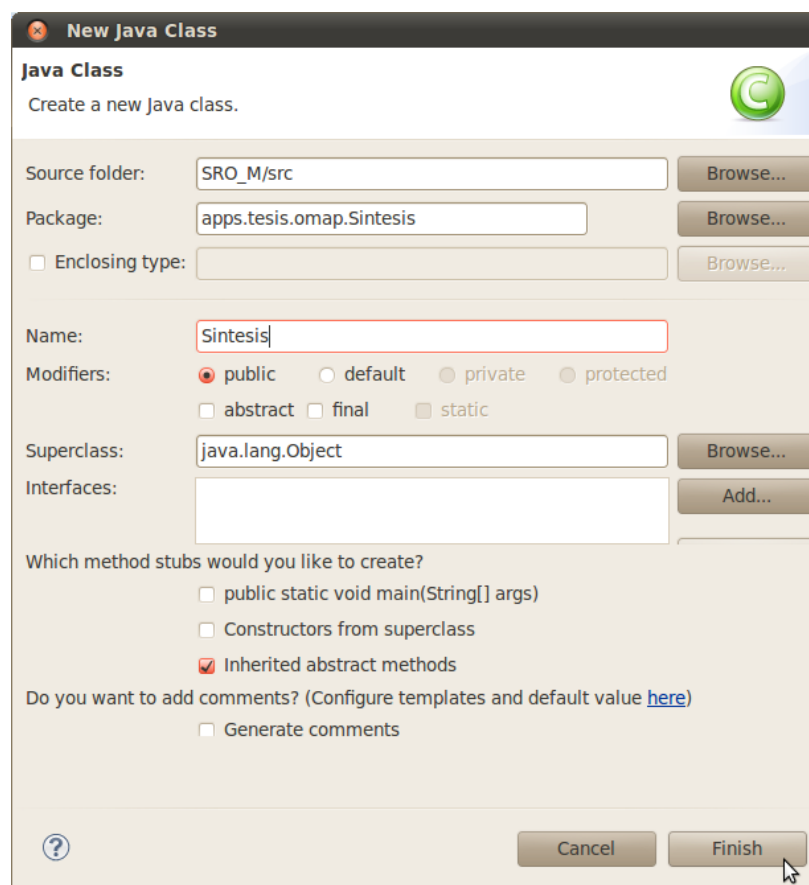 New Java Class
Java Class
Create a new Java class.
C
Source folder: SRO_M/src Browse...
Package: apps.tesis.omap.Sintesis Browse...
Enclosing type: Browse...
Name: Sintesis
Modifiers: public default private protected
abstract final static
Superclass: java.lang.Object Browse...
Interfaces: Add...
Which method stubs would you like to create?
public static void main(String[] args)
Constructors from superclass
Inherited abstract methods
Do you want to add comments? (Configure templates and default value here)
Generate comments
? Cancel Finish